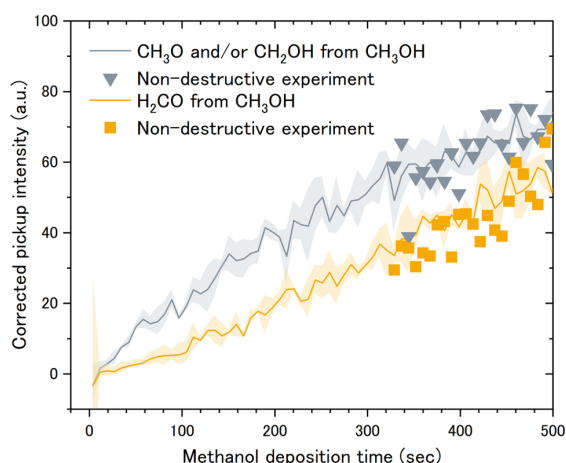 100
80
60
40
20
0
CH₃O and/or CH₂OH from CH₃OH
Non-destructive experiment
H₂CO from CH₃OH
Non-destructive experiment
Corrected pickup intensity (a.u.)
0 100 200 300 400 500
Methanol deposition time (sec)